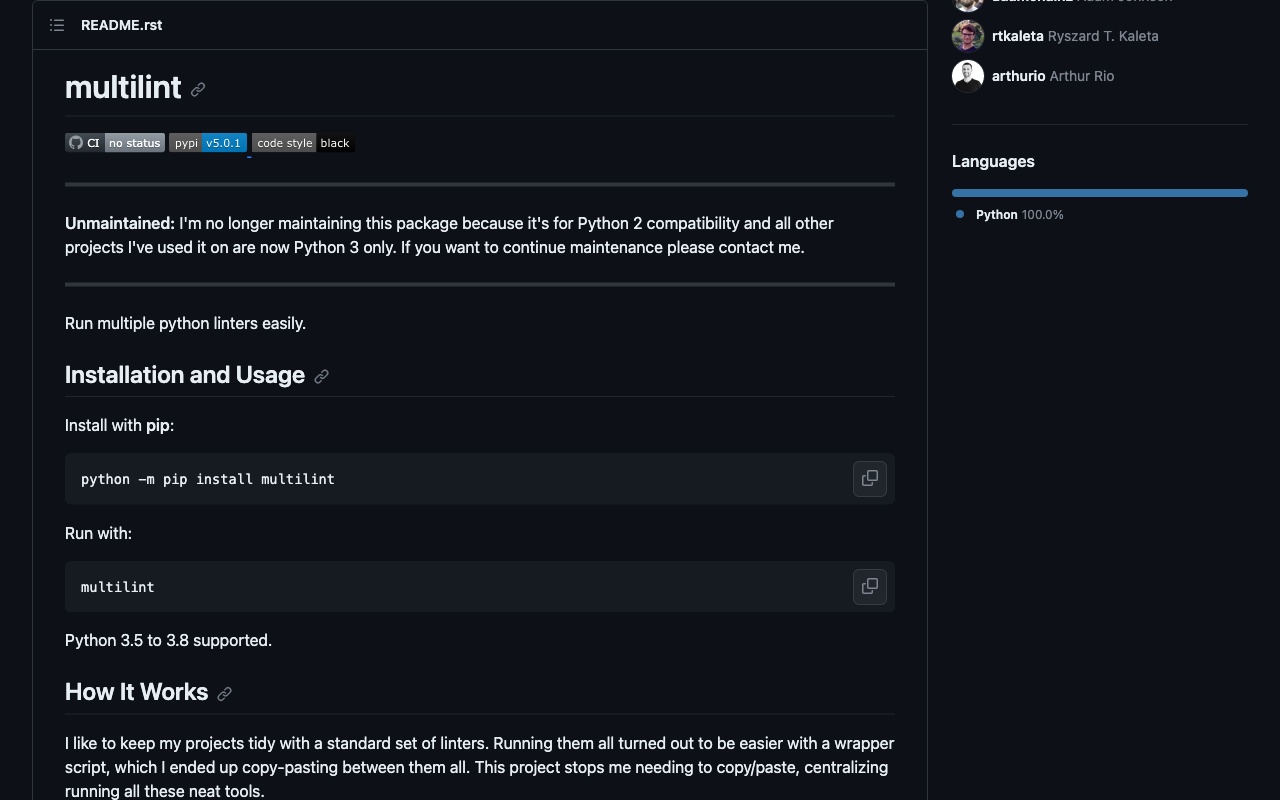 README.rst
multilint
CI no status pypi v5.0.1 code style black
Unmaintained: I'm no longer maintaining this package because it's for Python 2 compatibility and all other
projects I've used it on are now Python 3 only. If you want to continue maintenance please contact me.
Run multiple python linters easily.
Installation and Usage
Install with pip:
python -m pip install multilint
Run with:
multilint
Python 3.5 to 3.8 supported.
How It Works
I like to keep my projects tidy with a standard set of linters. Running them all turned out to be easier with a wrapper
script, which I ended up copy-pasting between them all. This project stops me needing to copy/paste, centralizing
running all these neat tools.
rtkaleta Ryszard T. Kaleta
arthurio Arthur Rio
Languages
Python 100.0%